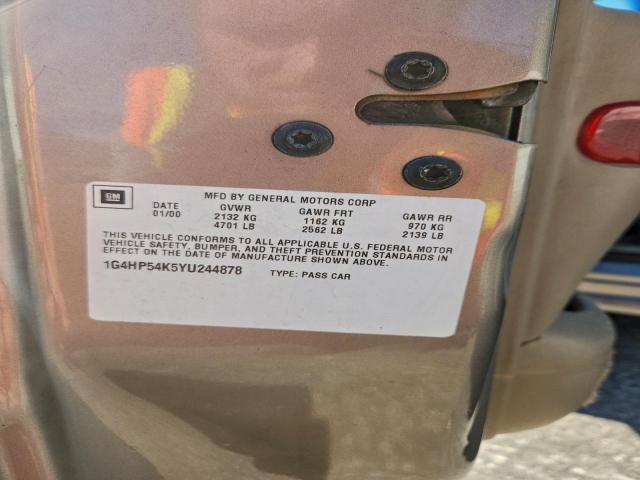 GM
MFD BY GENERAL MOTORS CORP
DATE GVWR GAWR FRT GAWR RR
01/00 2132 KG 1162 KG 970 KG
4701 LB 2562 LB 2139 LB
THIS VEHICLE CONFORMS TO ALL APPLICABLE U.S. FEDERAL MOTOR
VEHICLE SAFETY, BUMPER, AND THEFT PREVENTION STANDARDS IN
EFFECT ON THE DATE OF MANUFACTURE SHOWN ABOVE.
1G4HP54K5YU244878 TYPE: PASS CAR